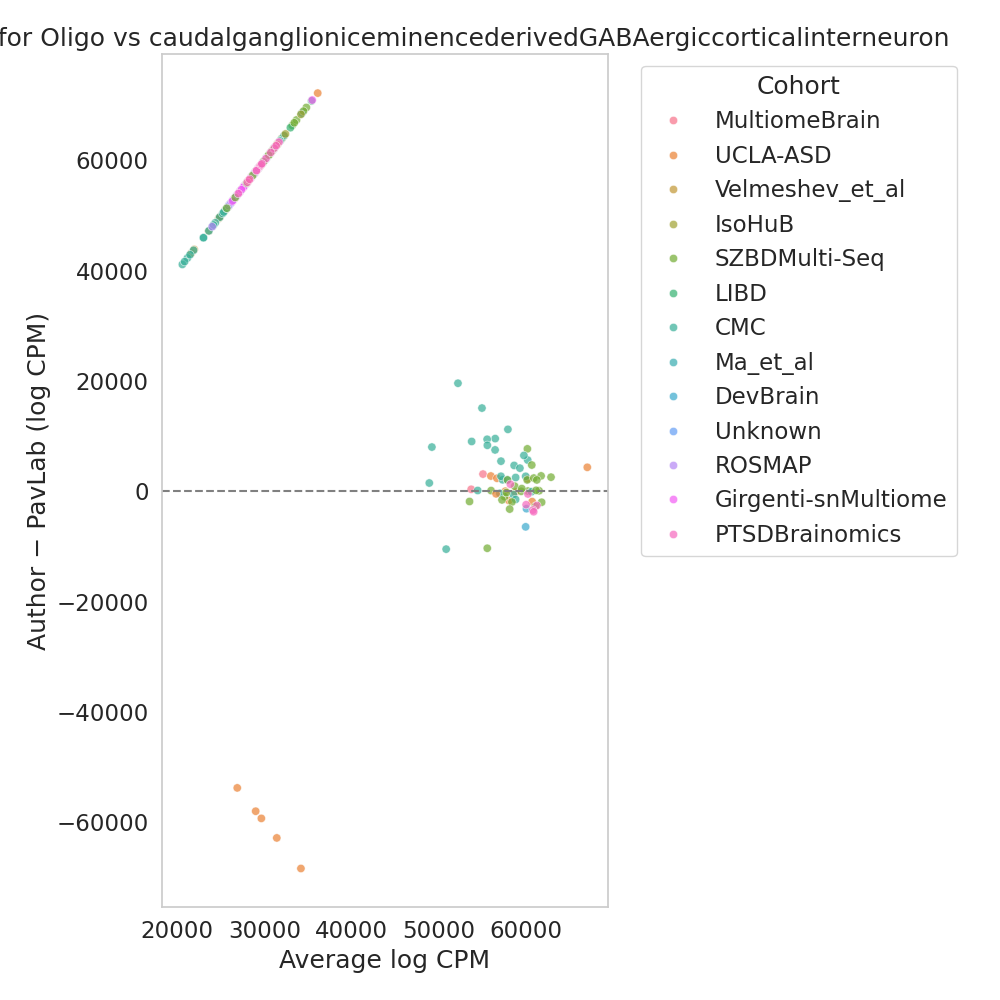 for Oligo vs caudalganglioniceminencederivedGABAergiccorticalinterneuron
Author − PavLab (log CPM)
60000
40000
20000
0
−20000
−40000
−60000
20000 30000 40000 50000 60000
Average log CPM
Cohort
MultiomeBrain
UCLA-ASD
Velmeshev_et_al
IsoHuB
SZBDMulti-Seq
LIBD
CMC
Ma_et_al
DevBrain
Unknown
ROSMAP
Girgenti-snMultiome
PTSDBrainomics